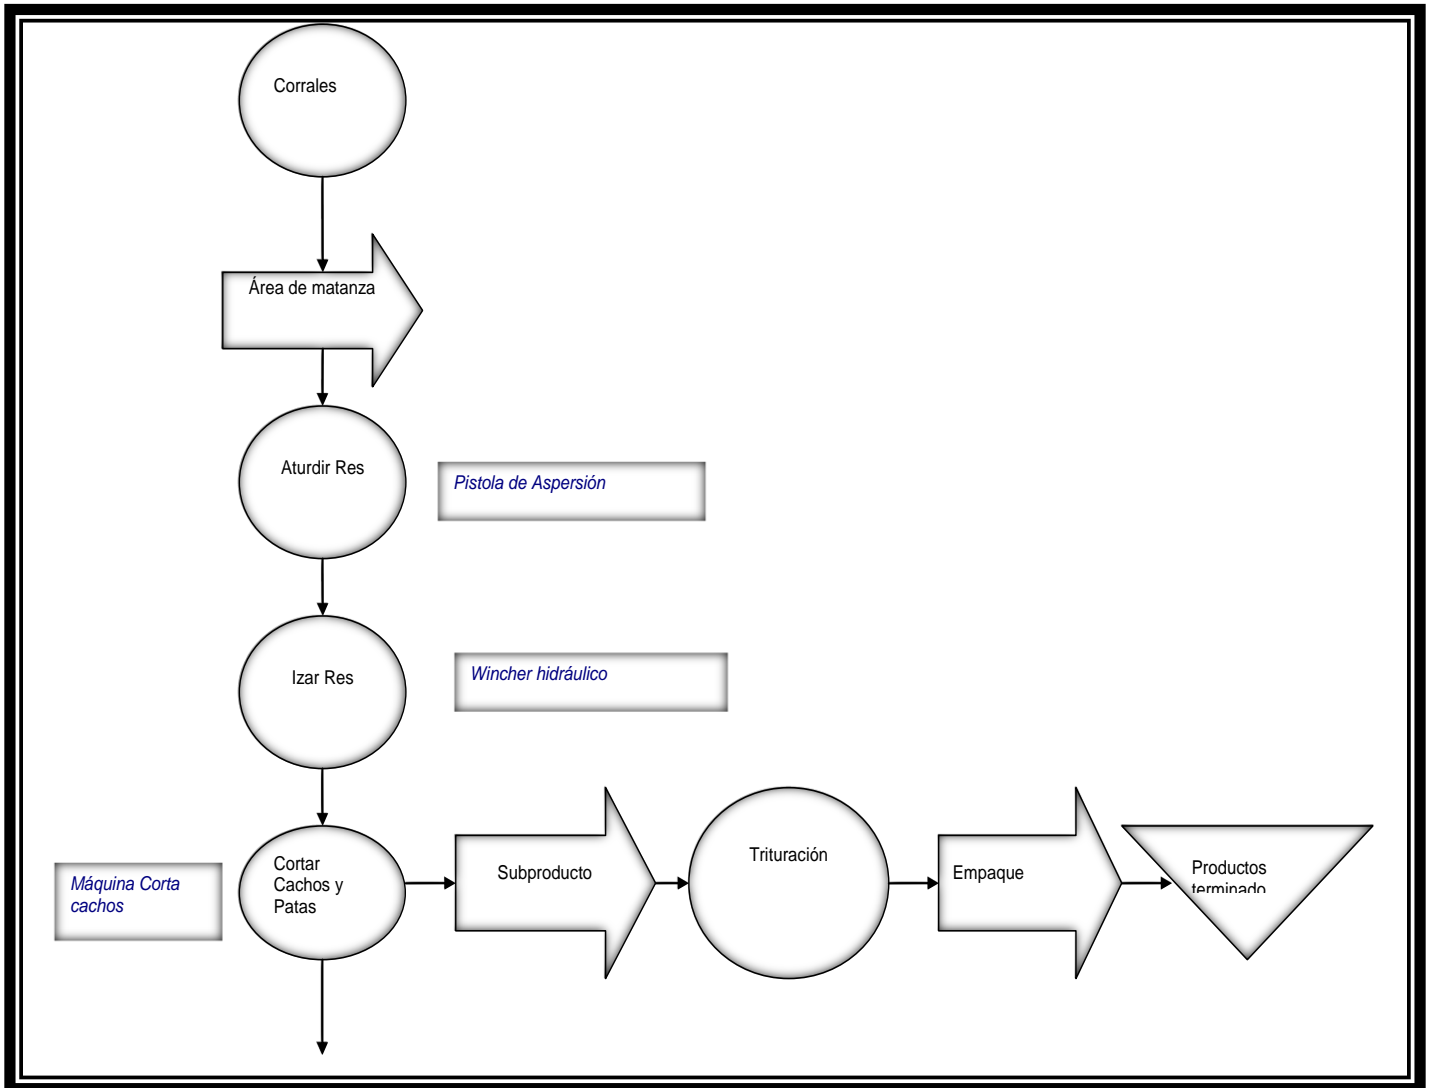 Corrales
Área de matanza
Aturdir Res
Pistola de Aspersión
Izar Res
Wincher hidráulico
Máquina Corta
cachos
Cortar
Cachos y
Patas
Subproducto
Trituración
Empaque
Productos
terminado